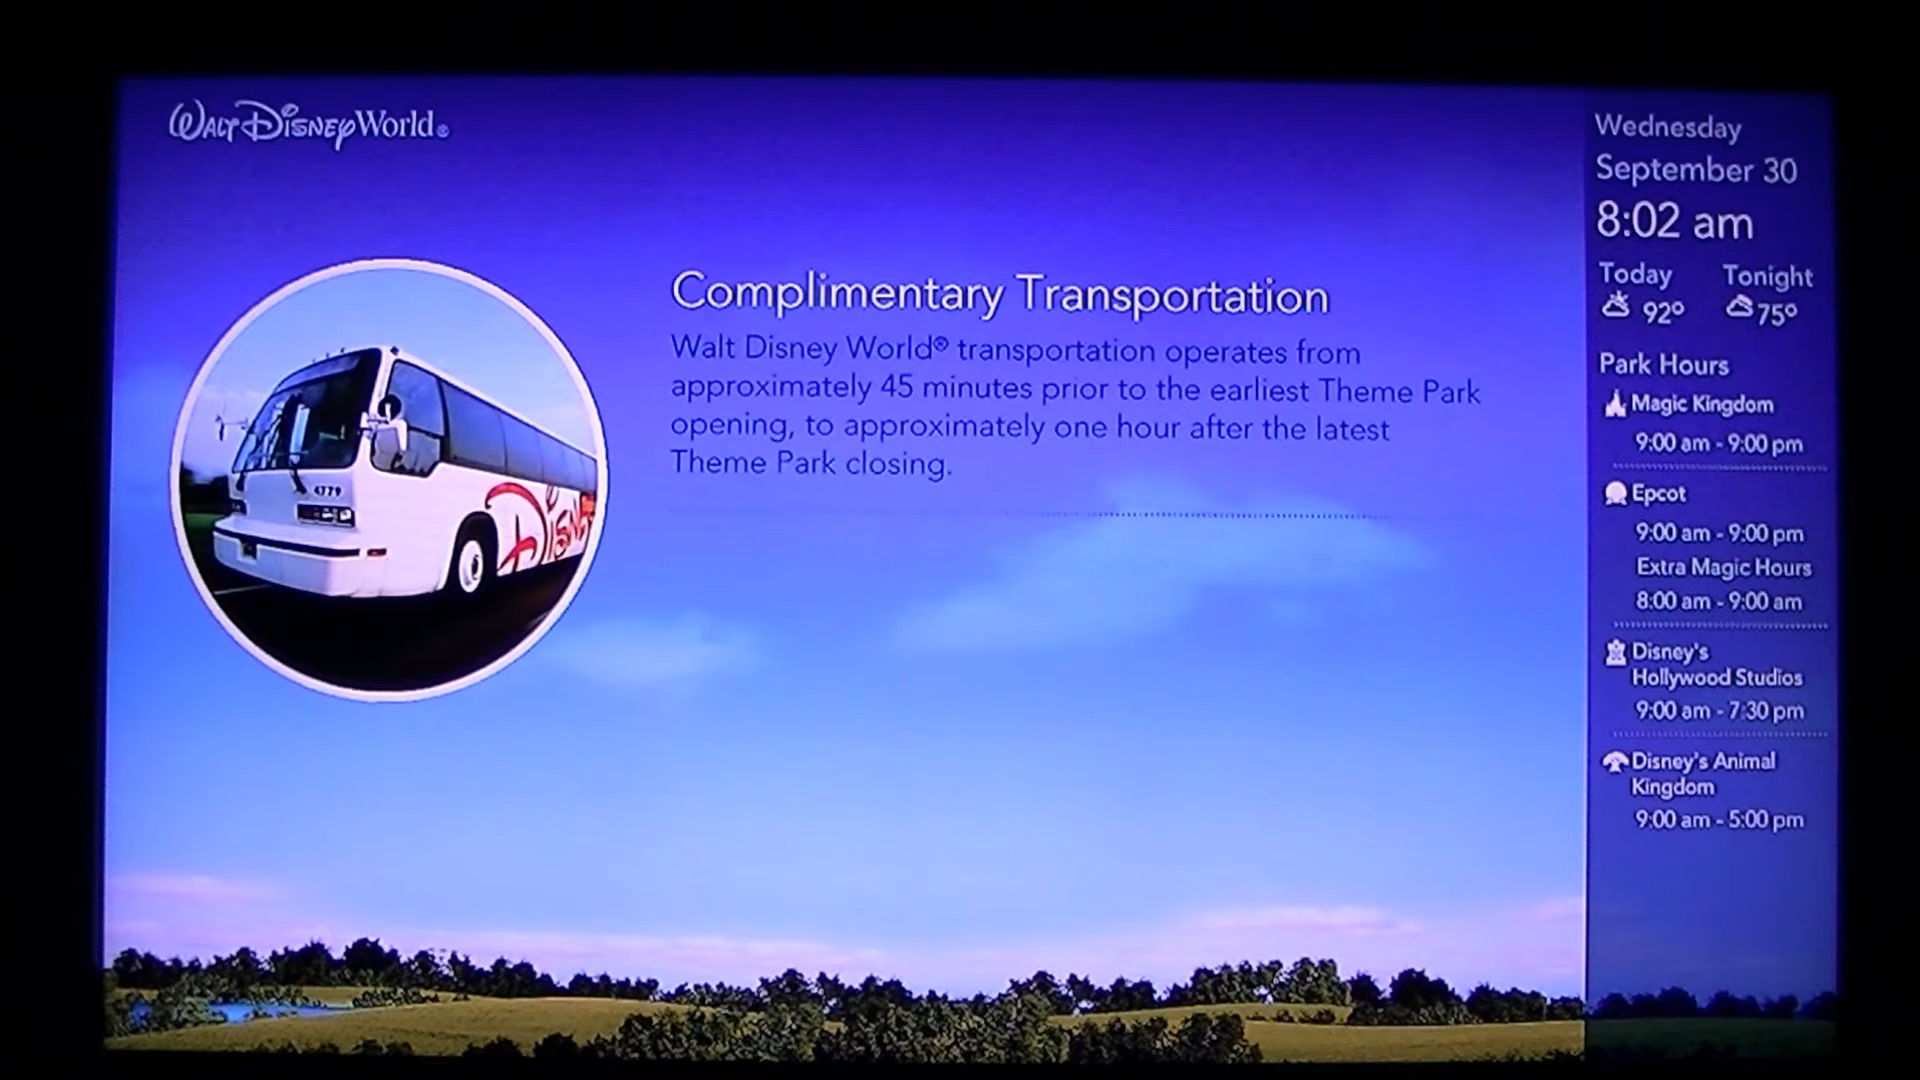 Walt Disney World®
Complimentary Transportation
Walt Disney World® transportation operates from
approximately 45 minutes prior to the earliest Theme Park
opening, to approximately one hour after the latest
Theme Park closing.
4779
Disney
Wednesday
September 30
8:02 am
Today Tonight
92° 75°
Park Hours
Magic Kingdom
9:00 am - 9:00 pm
Epcot
9:00 am - 9:00 pm
Extra Magic Hours
8:00 am - 9:00 am
Disney's
Hollywood Studios
9:00 am - 7:30 pm
Disney's Animal
Kingdom
9:00 am - 5:00 pm